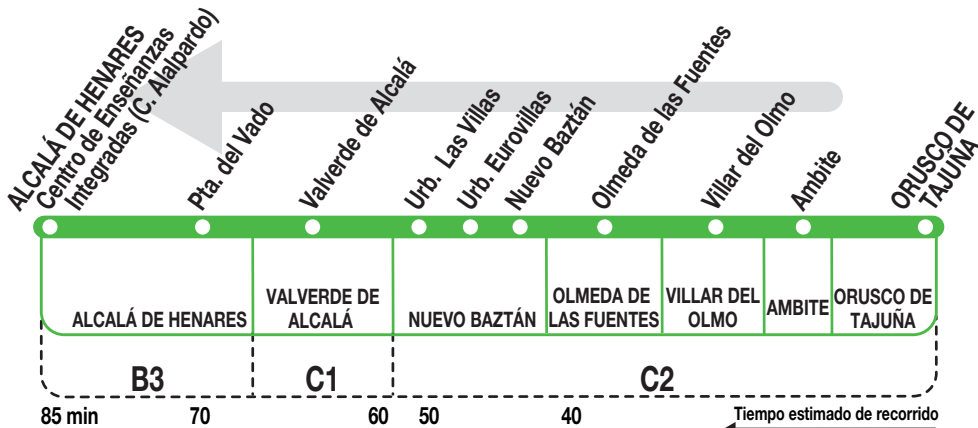 ALCALÁ DE HENARES
Centro de Enseñanzas
Integradas (C. Alalpardo)
Pta. del Vado
Valverde de Alcalá
Urb. Las Villas
Urb. Eurovillas
Nuevo Baztán
Olmeda de las Fuentes
Villar del Olmo
Ambite
ORUSCO DE
TAJUÑA
ALCALÁ DE HENARES
VALVERDE DE
ALCALÁ
NUEVO BAZTÁN
OLMEDA DE
LAS FUENTES
VILLAR DEL
OLMO
AMBITE
ORUSCO DE
TAJUÑA
B3
C1
C2
85 min
70
60
50
40
Tiempo estimado de recorrido